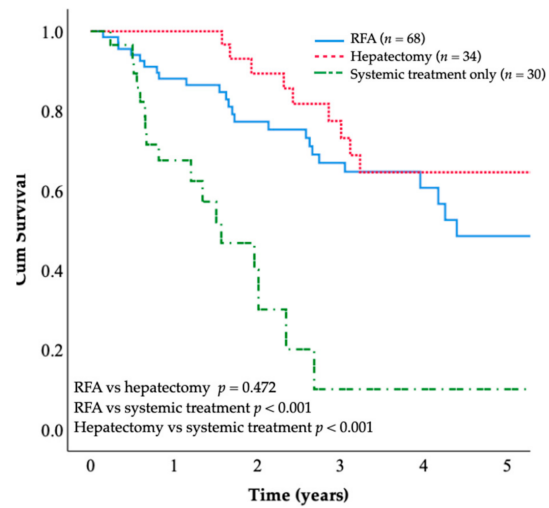 RFA (n = 68)
Hepatectomy (n = 34)
Systemic treatment only (n = 30)
Cum Survival
1.0
0.8
0.6
0.4
0.2
0.0
RFA vs hepatectomy p = 0.472
RFA vs systemic treatment p < 0.001
Hepatectomy vs systemic treatment p < 0.001
0 1 2 3 4 5
Time (years)